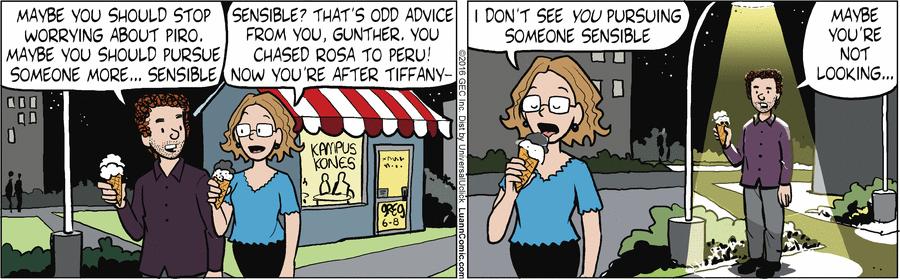 MAYBE YOU SHOULD STOP
WORRYING ABOUT PIRO.
MAYBE YOU SHOULD PURSUE
SOMEONE MORE... SENSIBLE
SENSIBLE? THAT'S ODD ADVICE
FROM YOU, GUNTHER. YOU
CHASED ROSA TO PERU!
NOW YOU'RE AFTER TIFFANY–
KAMPUS
KONES
GREG
6-8
©2016 GEC Inc. Dist by UniversalUclick LuannComic.com
I DON'T SEE YOU PURSUING
SOMEONE SENSIBLE
MAYBE
YOU'RE
NOT
LOOKING...